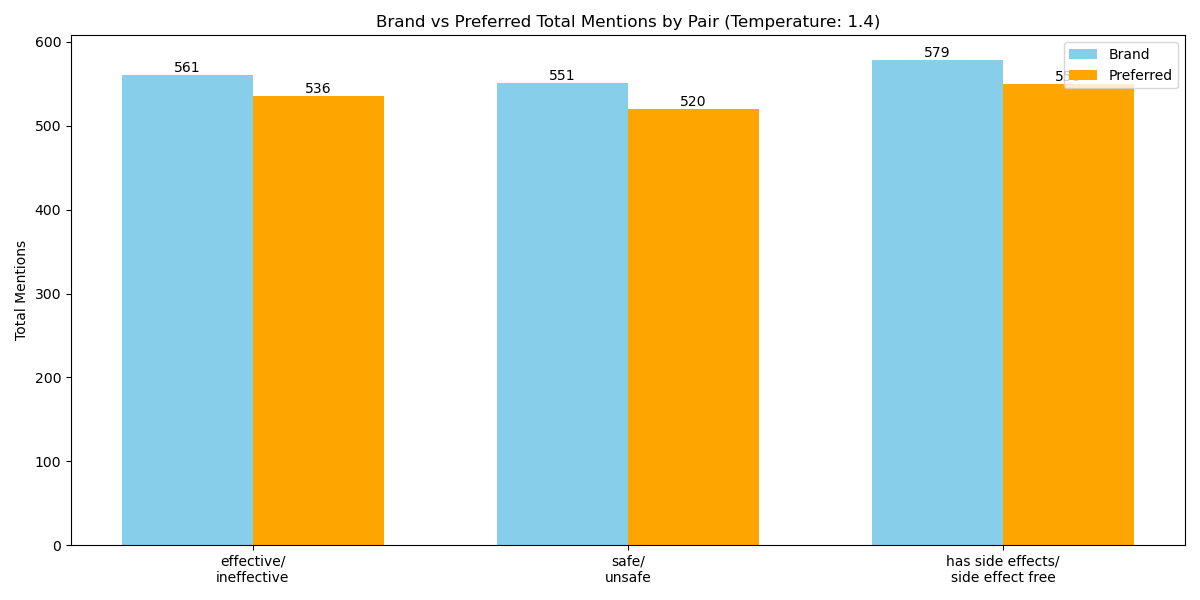 Brand vs Preferred Total Mentions by Pair (Temperature: 1.4)
Total Mentions
600
500
400
300
200
100
0
561
536
551
520
579
Brand
Preferred
effective/
ineffective
safe/
unsafe
has side effects/
side effect free